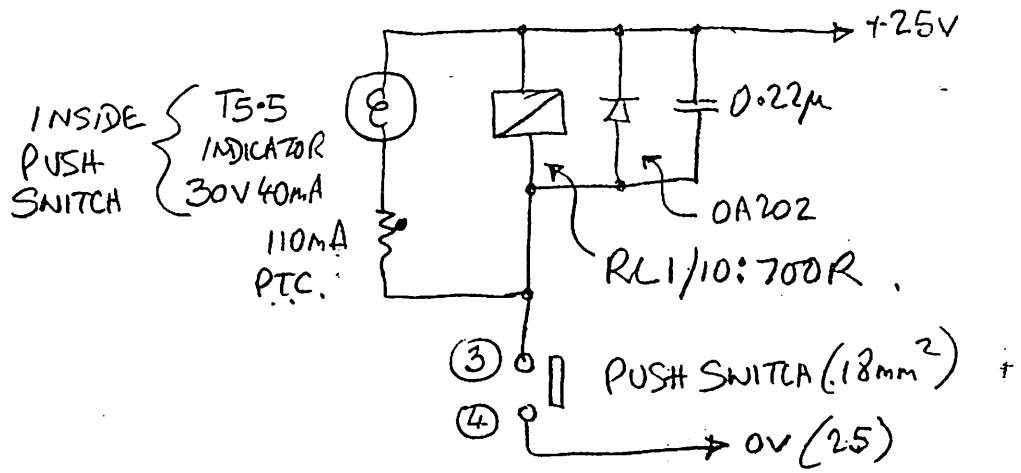 +25V
INSIDE
PUSH
SWITCH
T5.5
INDICATOR
30V 40mA
0.22µ
OA202
110mA
P.T.C.
RL1/10:700R
3
PUSH SWITCH (.18mm²)
4
0V (25)